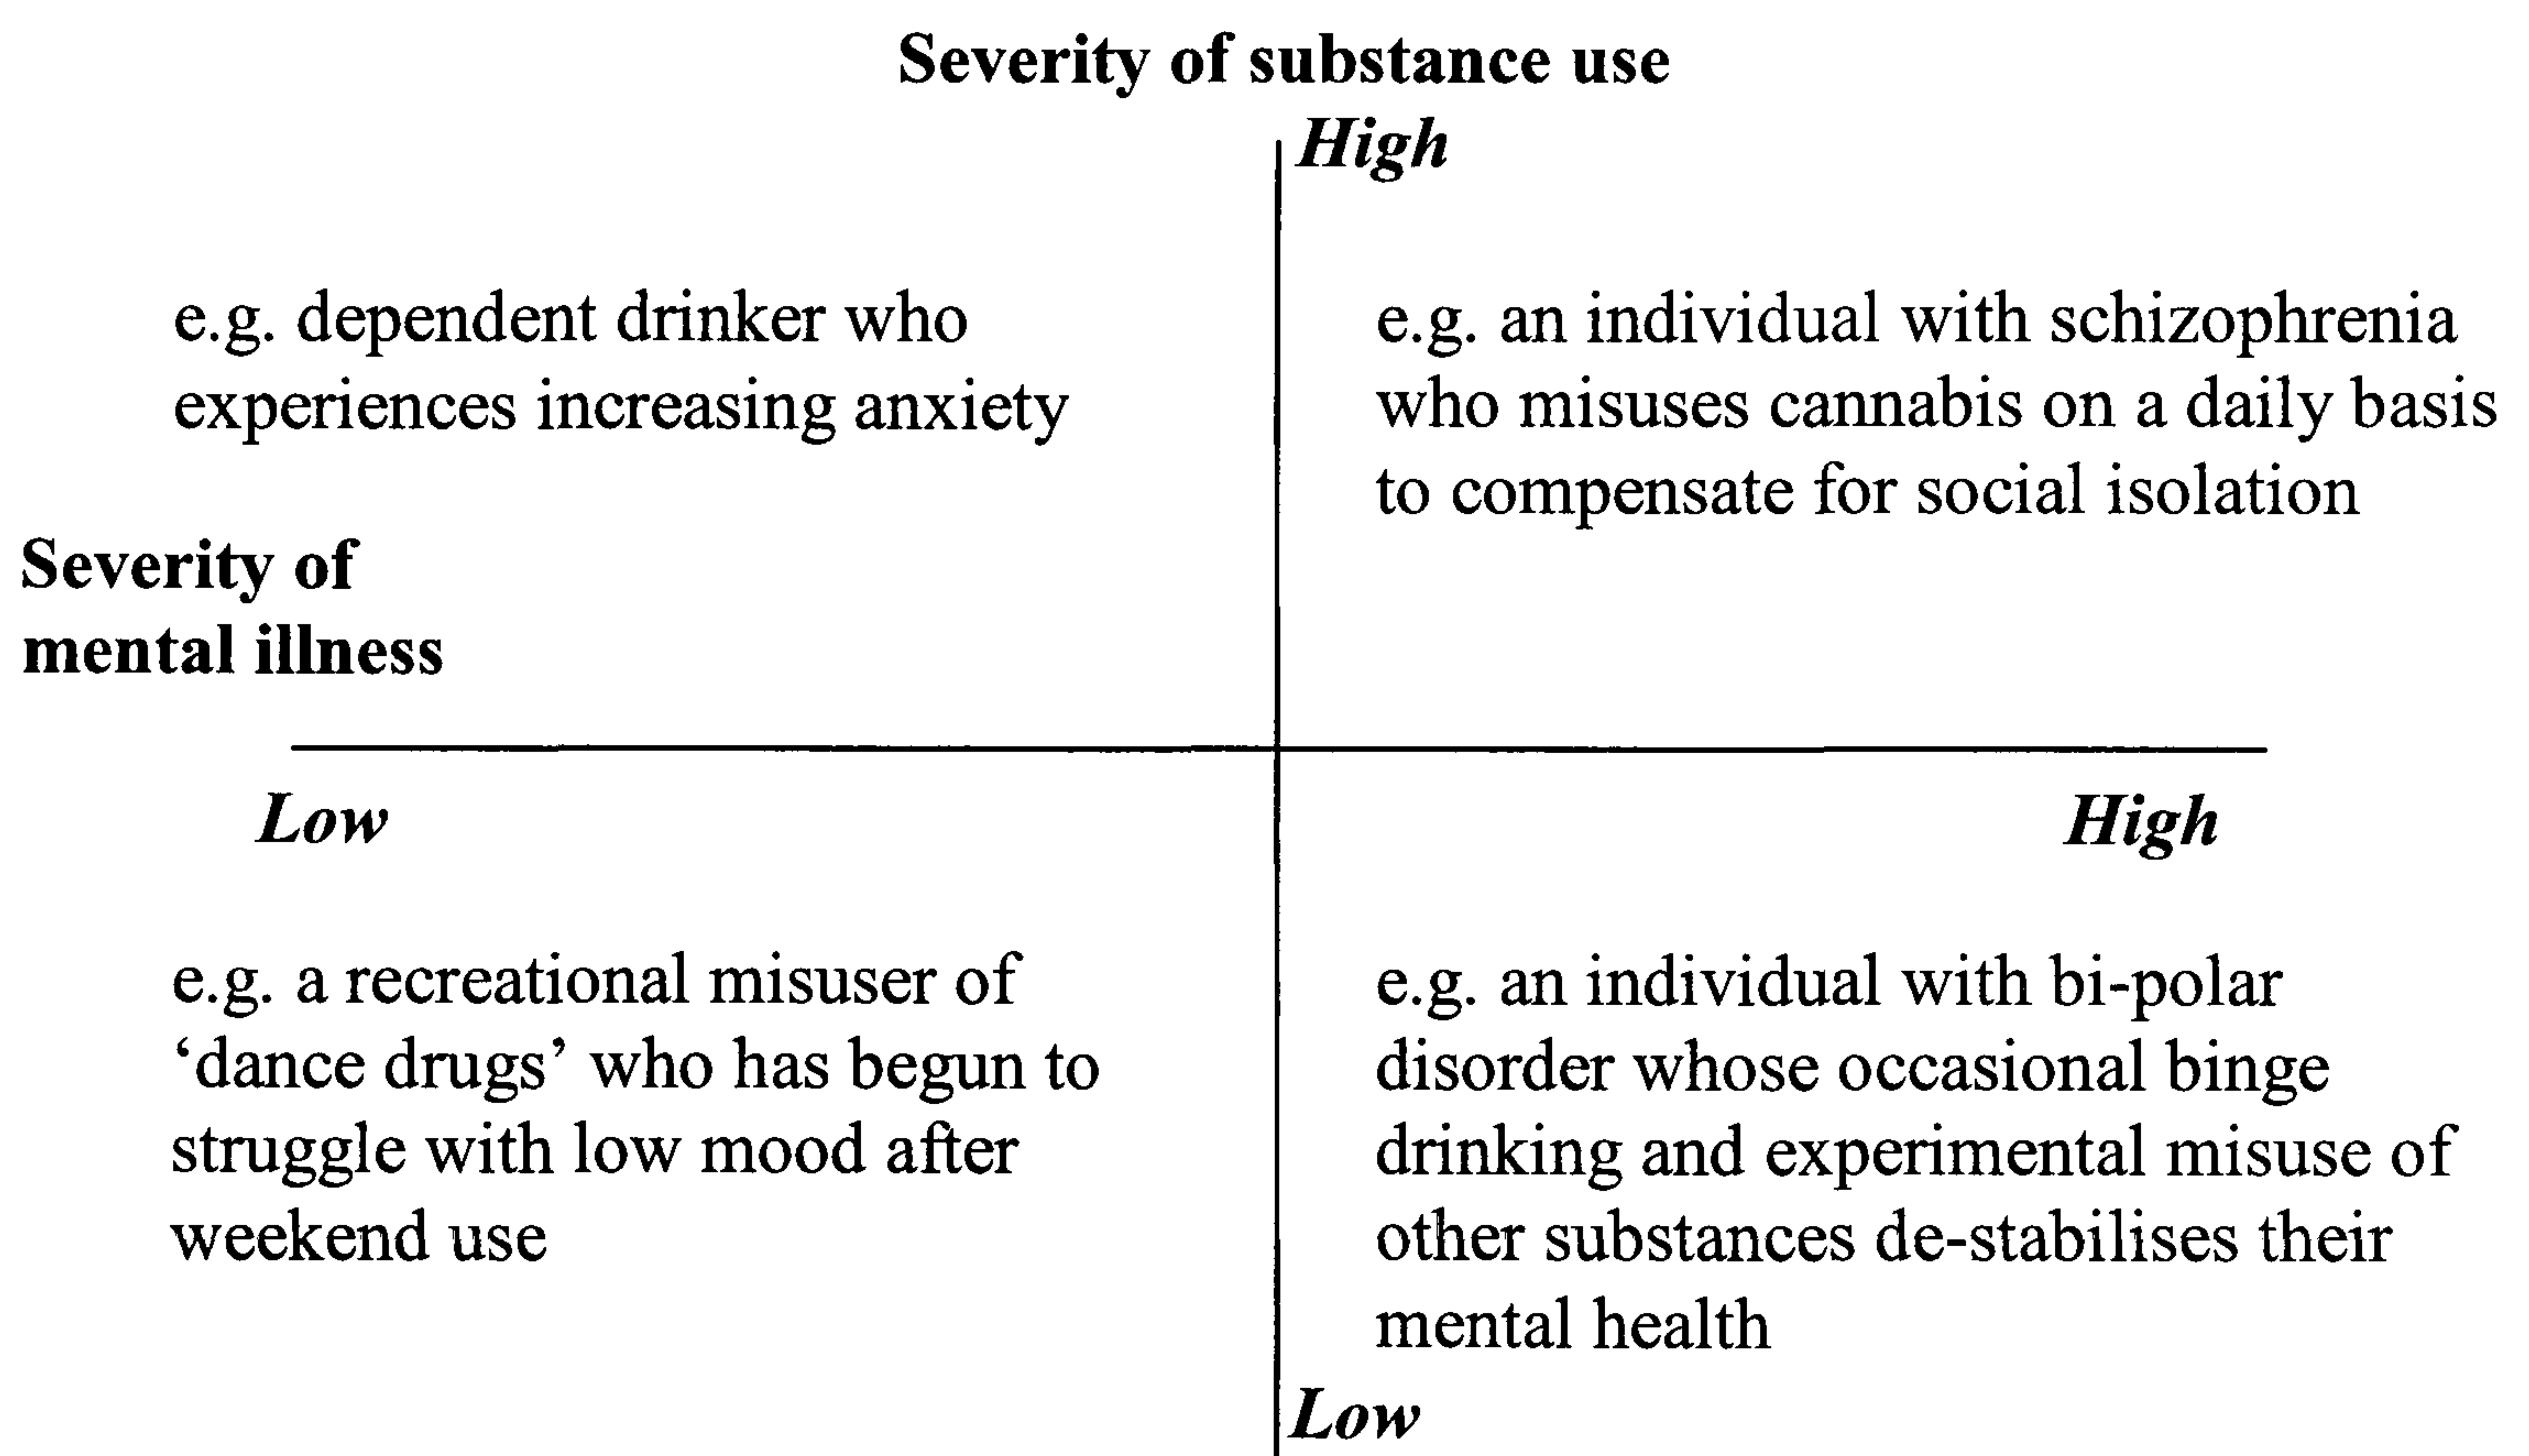 Severity of substance use
High
e.g. dependent drinker who
experiences increasing anxiety
e.g. an individual with schizophrenia
who misuses cannabis on a daily basis
to compensate for social isolation
Severity of
mental illness
Low
High
e.g. a recreational misuser of
‘dance drugs’ who has begun to
struggle with low mood after
weekend use
e.g. an individual with bi-polar
disorder whose occasional binge
drinking and experimental misuse of
other substances de-stabilises their
mental health
Low